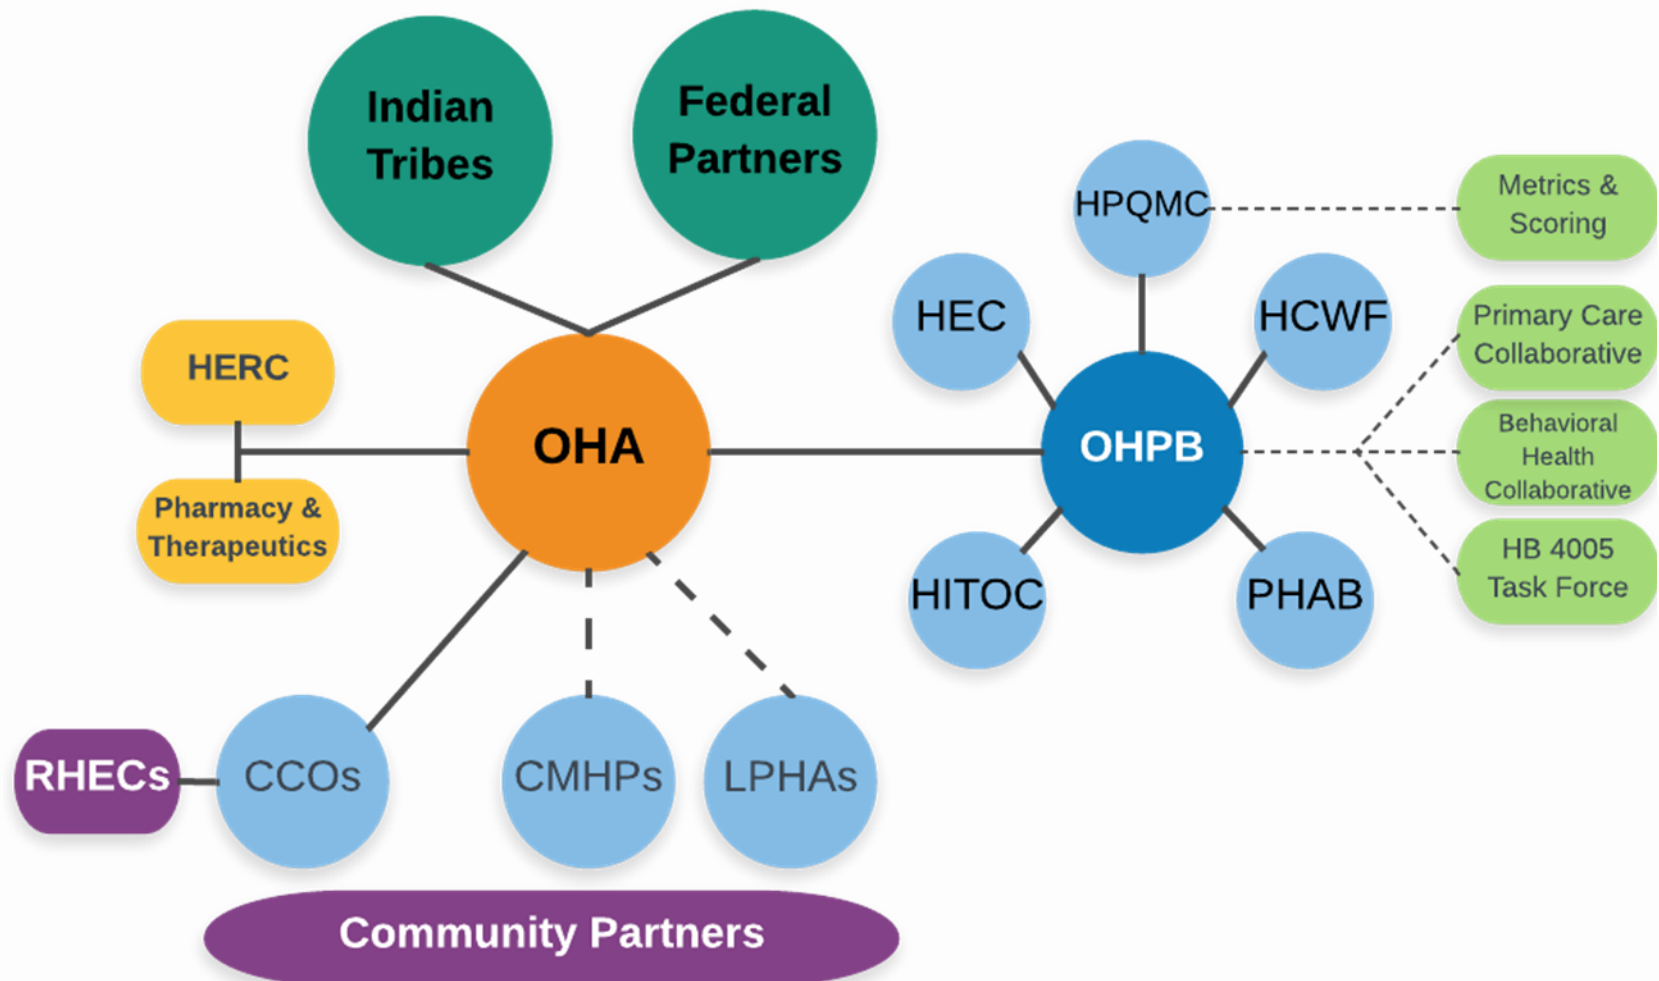 Indian
Tribes
Federal
Partners
HPQMC
Metrics &
Scoring
HEC
HCWF
Primary Care
Collaborative
HERC
OHA
OHPB
Behavioral
Health
Collaborative
Pharmacy &
Therapeutics
HITOC
PHAB
HB 4005
Task Force
RHECs
CCOs
CMHPs
LPHAs
Community Partners